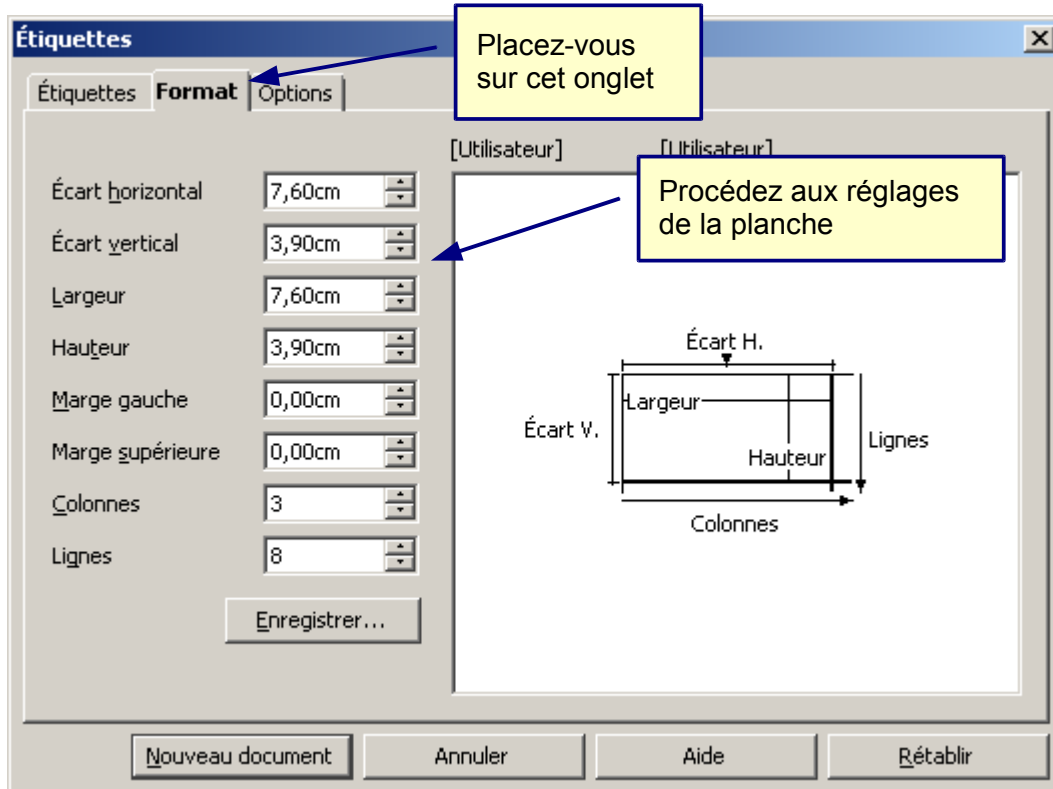 Étiquettes
Placez-vous
sur cet onglet
Étiquettes Format Options
[Utilisateur] [Utilisateur]
Procédez aux réglages
de la planche
Écart horizontal 7,60cm
Écart vertical 3,90cm
Largeur 7,60cm
Hauteur 3,90cm
Marge gauche 0,00cm
Marge supérieure 0,00cm
Colonnes 3
Lignes 8
Enregistrer...
Écart H.
Largeur
Écart V.
Hauteur
Lignes
Colonnes
Nouveau document Annuler Aide Rétablir